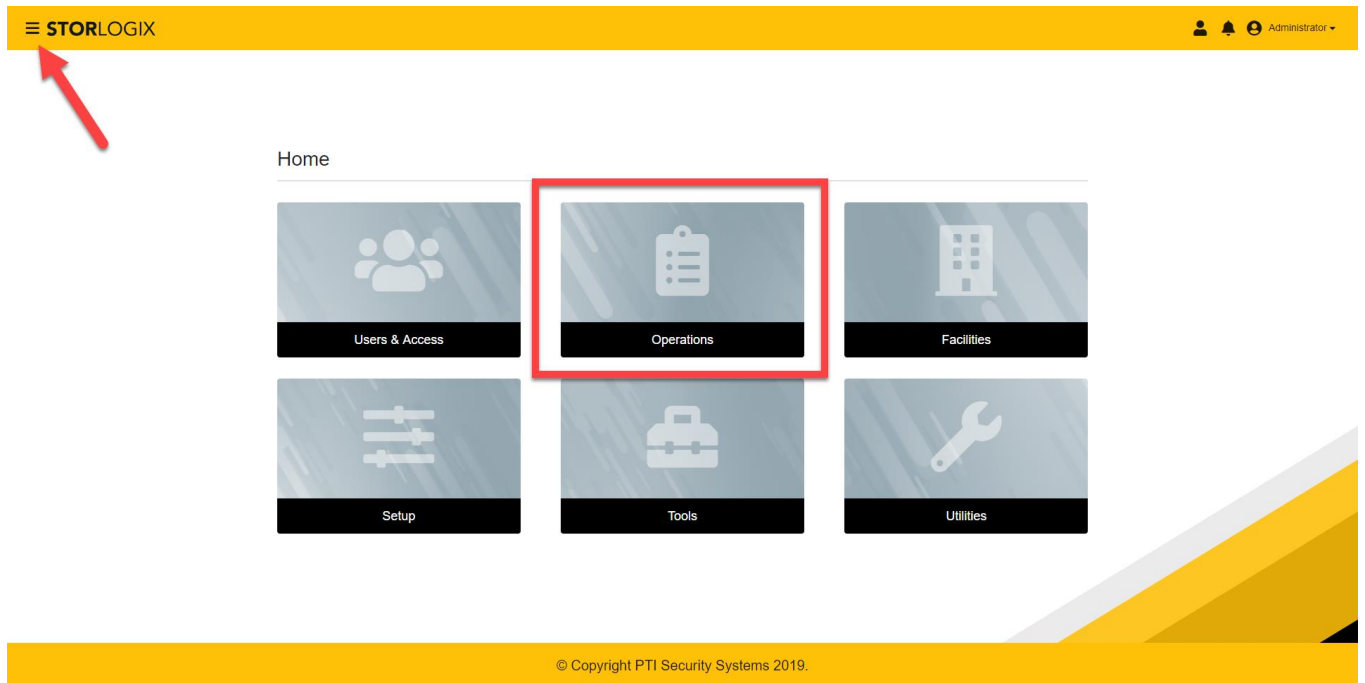 STORLOGIX
Administrator
Home
Users & Access
Operations
Facilities
Setup
Tools
Utilities
© Copyright PTI Security Systems 2019.